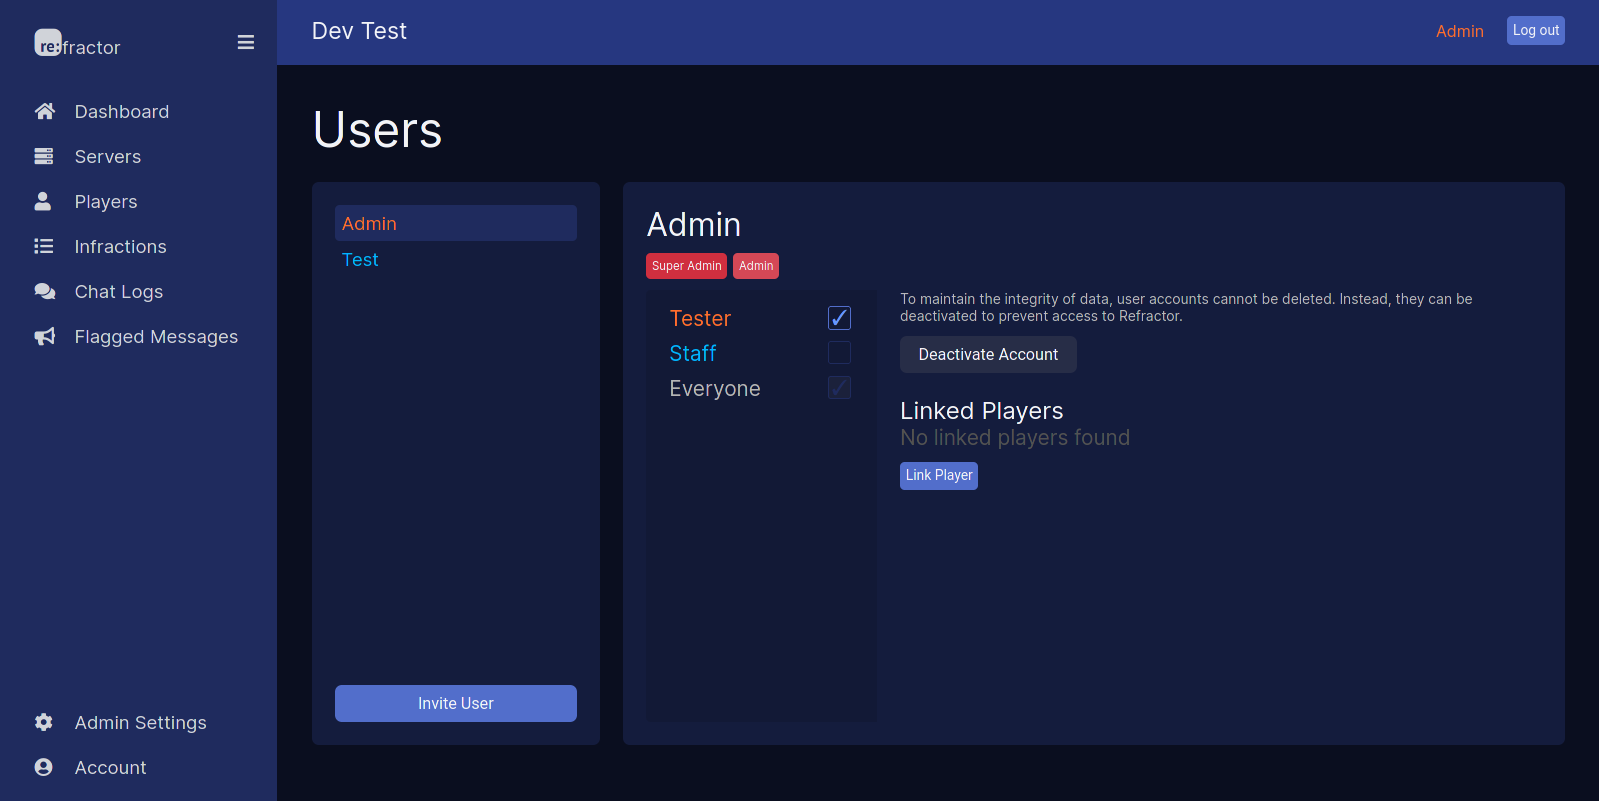 re:fractor
Dashboard
Servers
Players
Infractions
Chat Logs
Flagged Messages
Admin Settings
Account
Dev Test
Admin
Log out
Users
Admin
Test
Invite User
Admin
Super Admin
Admin
Tester
Staff
Everyone
To maintain the integrity of data, user accounts cannot be deleted. Instead, they can be
deactivated to prevent access to Refractor.
Deactivate Account
Linked Players
No linked players found
Link Player